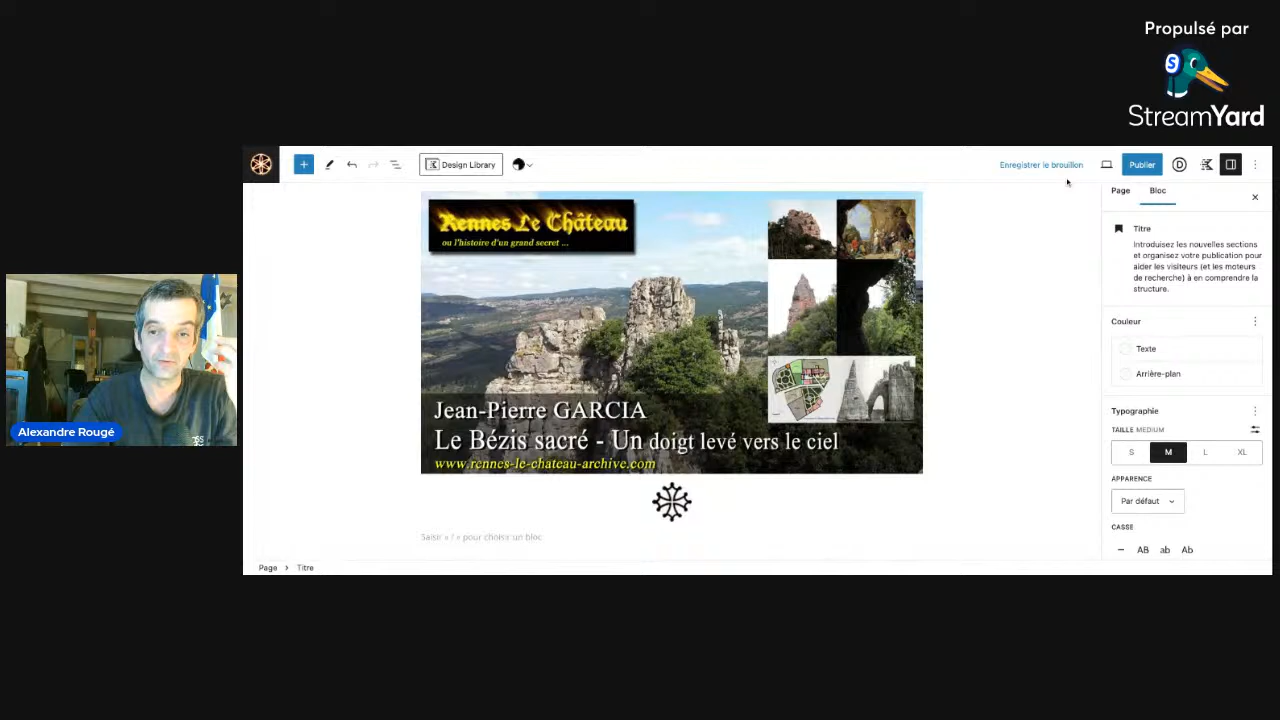 Propulsé par
S
StreamYard
Design Library
Enregistrer le brouillon
Publier
Page
Bloc
Rennes Le Château
ou l'histoire d'un grand secret ...
Titre
Introduisez les nouvelles sections
et organisez votre publication pour
aider les visiteurs (et les moteurs
de recherche) à en comprendre la
structure.
Couleur
Texte
Arrière-plan
Typographie
TAILLE MEDIUM
S
M
L
XL
APPARENCE
Par défaut
CASSE
AB
ab
Ab
Jean-Pierre GARCIA
Le Bézis sacré - Un doigt levé vers le ciel
www.rennes-le-chateau-archive.com
Saisir « / » pour choisir un bloc
Page
Titre
Alexandre Rougé